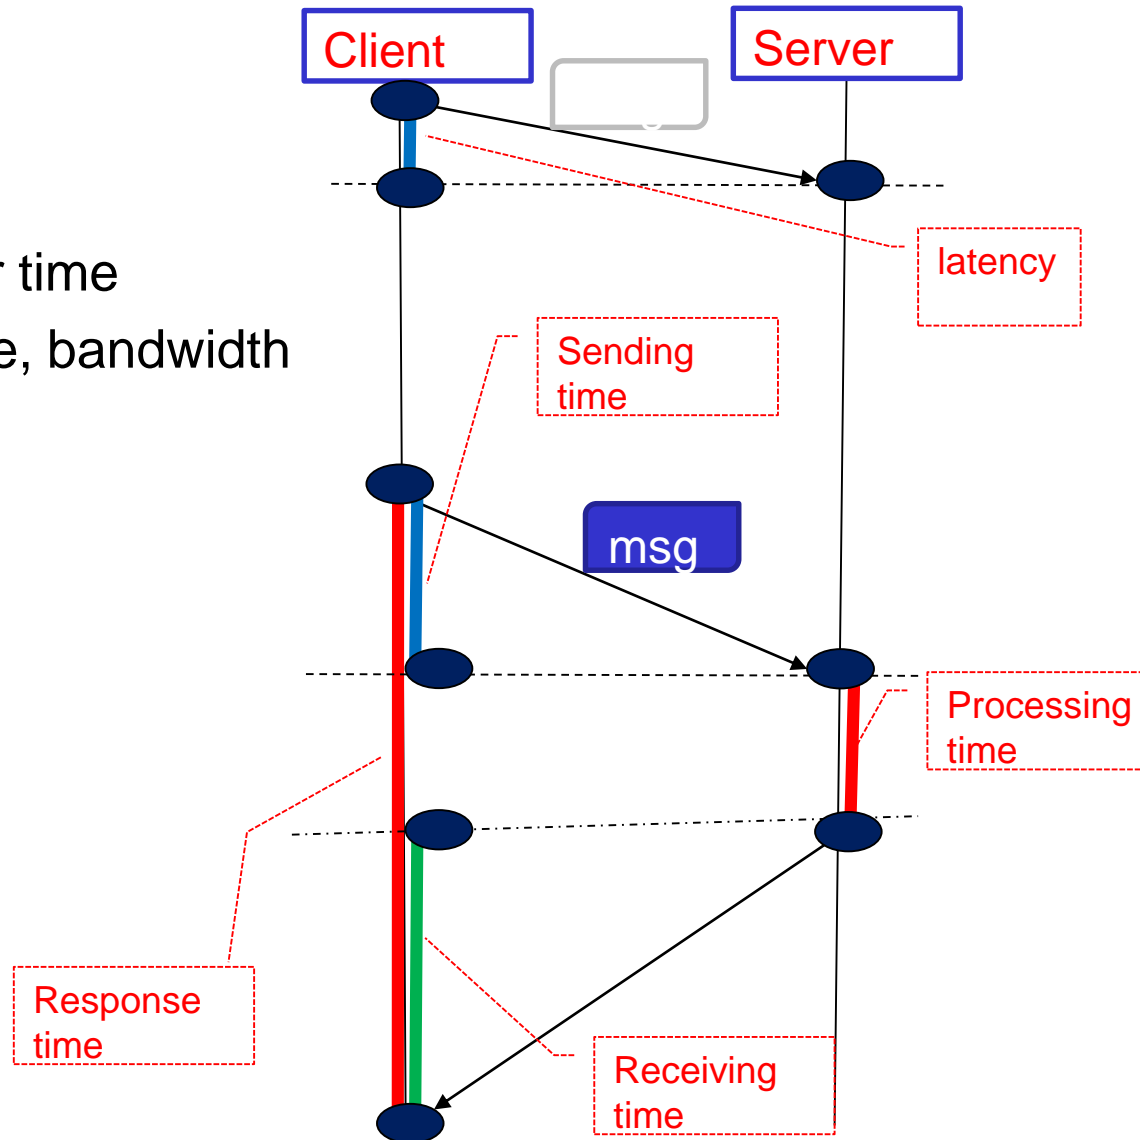 Client
Server
latency
time
bandwidth
Sending
time
msg
Processing
time
Response
time
Receiving
time